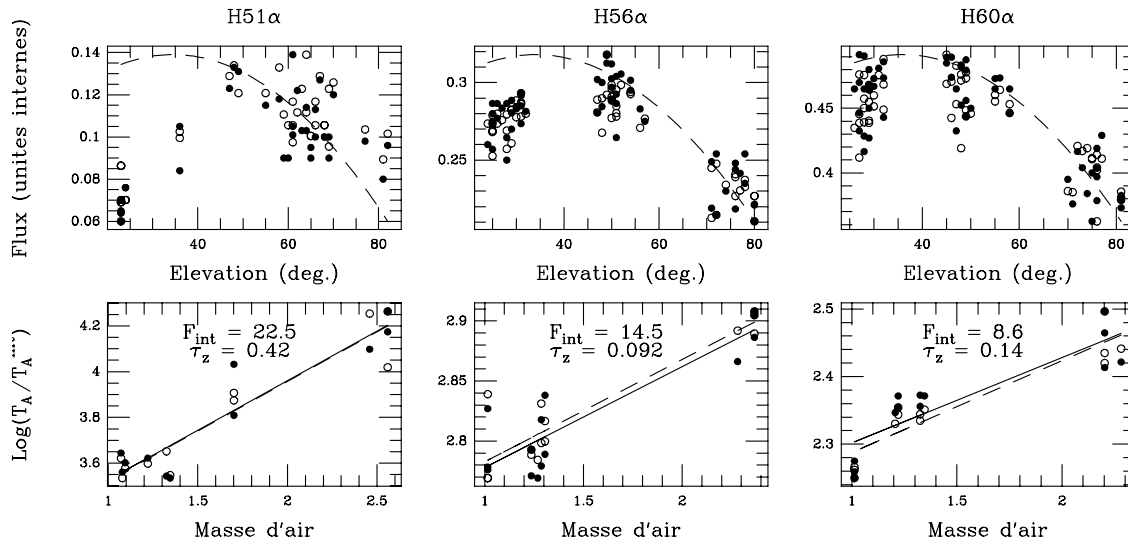 H51α H56α H60α
Flux (unites internes)
0.14
0.12
0.1
0.08
0.06
40 60 80
Elevation (deg.)
0.3
0.25
40 60 80
Elevation (deg.)
0.45
0.4
40 60 80
Elevation (deg.)
Log(T_A/T_A
4.2
4
3.8
3.6
F_int = 22.5
τ_z = 0.42
1 1.5 2 2.5
Masse d'air
2.9
2.85
2.8
F_int = 14.5
τ_z = 0.092
1 1.5 2
Masse d'air
2.5
2.4
2.3
F_int = 8.6
τ_z = 0.14
1 1.5 2
Masse d'air